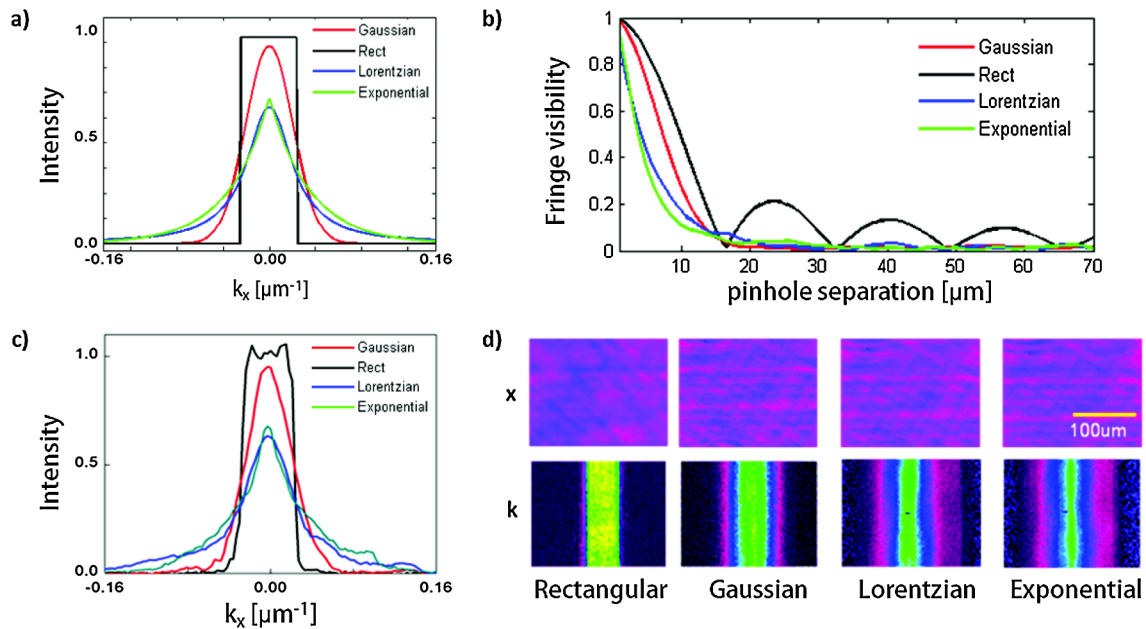 a)
1.0
0.5
0.0
Intensity
Gaussian
Rect
Lorentzian
Exponential
-0.16
0.00
0.16
kx [µm-1]
b)
1
0.8
0.6
0.4
0.2
0
Fringe visibility
Gaussian
Rect
Lorentzian
Exponential
10
20
30
40
50
60
70
pinhole separation [µm]
c)
1.0
0.5
0.0
Intensity
Gaussian
Rect
Lorentzian
Exponential
-0.16
0.00
0.16
kx [µm-1]
d)
x
100um
k
Rectangular
Gaussian
Lorentzian
Exponential